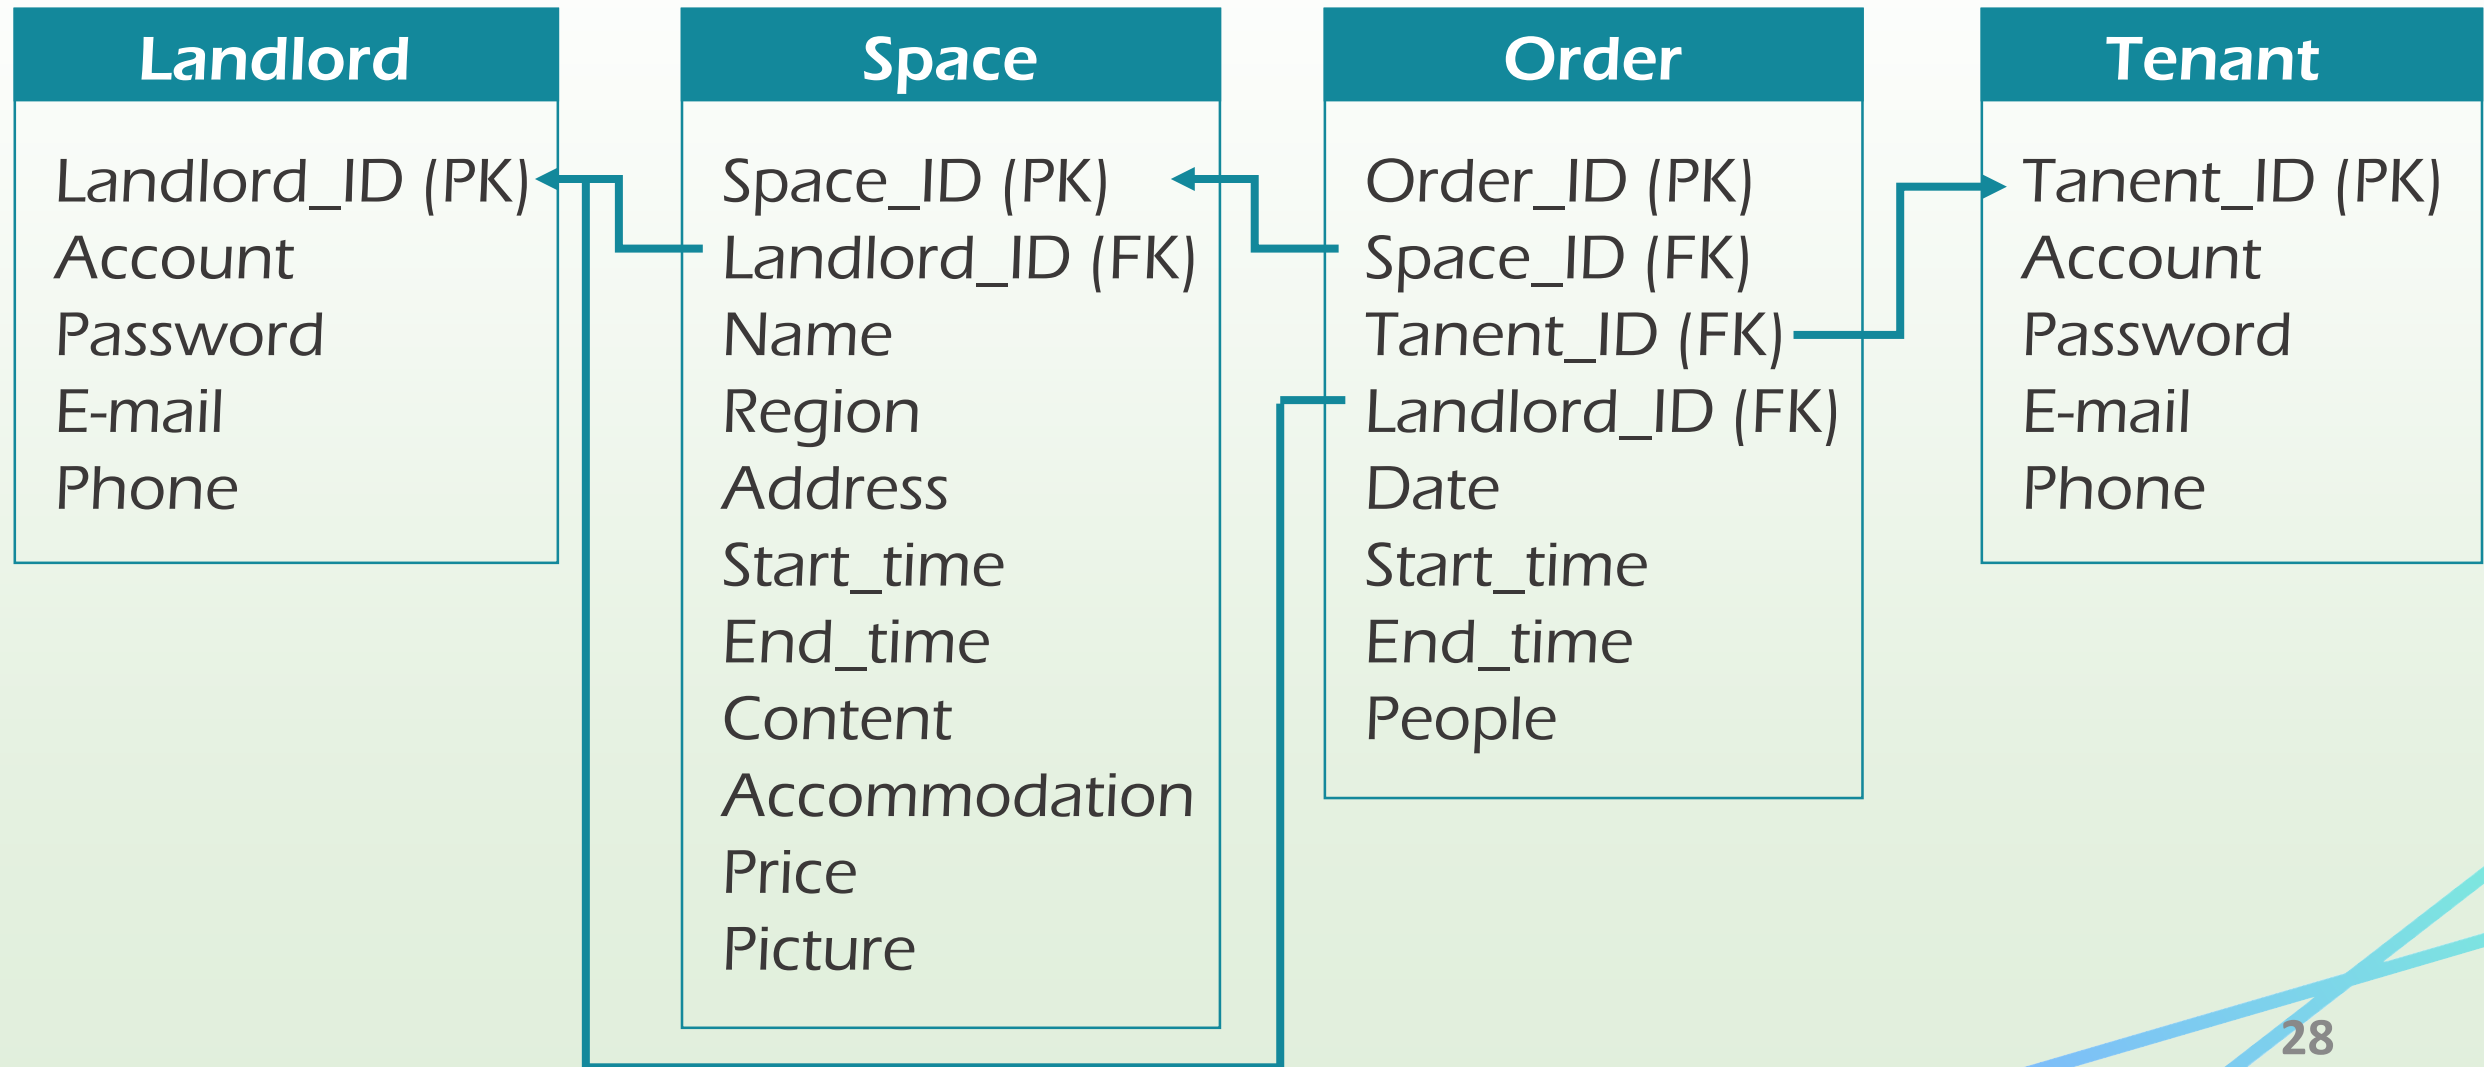 Landlord
Landlord_ID (PK)
Account
Password
E-mail
Phone
Space
Space_ID (PK)
Landlord_ID (FK)
Name
Region
Address
Start_time
End_time
Content
Accommodation
Price
Picture
Order
Order_ID (PK)
Space_ID (FK)
Tanent_ID (FK)
Landlord_ID (FK)
Date
Start_time
End_time
People
Tenant
Tanent_ID (PK)
Account
Password
E-mail
Phone
28